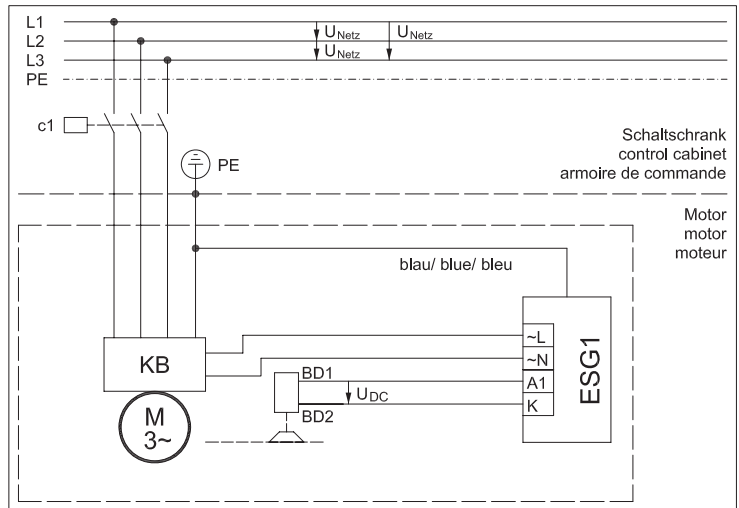 L1
L2
L3
PE
U_Netz
U_Netz
U_Netz
c1
PE
Schaltschrank
control cabinet
armoire de commande
Motor
motor
moteur
blau/ blue/ bleu
KB
M
3~
BD1
BD2
U_DC
~L
~N
A1
K
ESG1